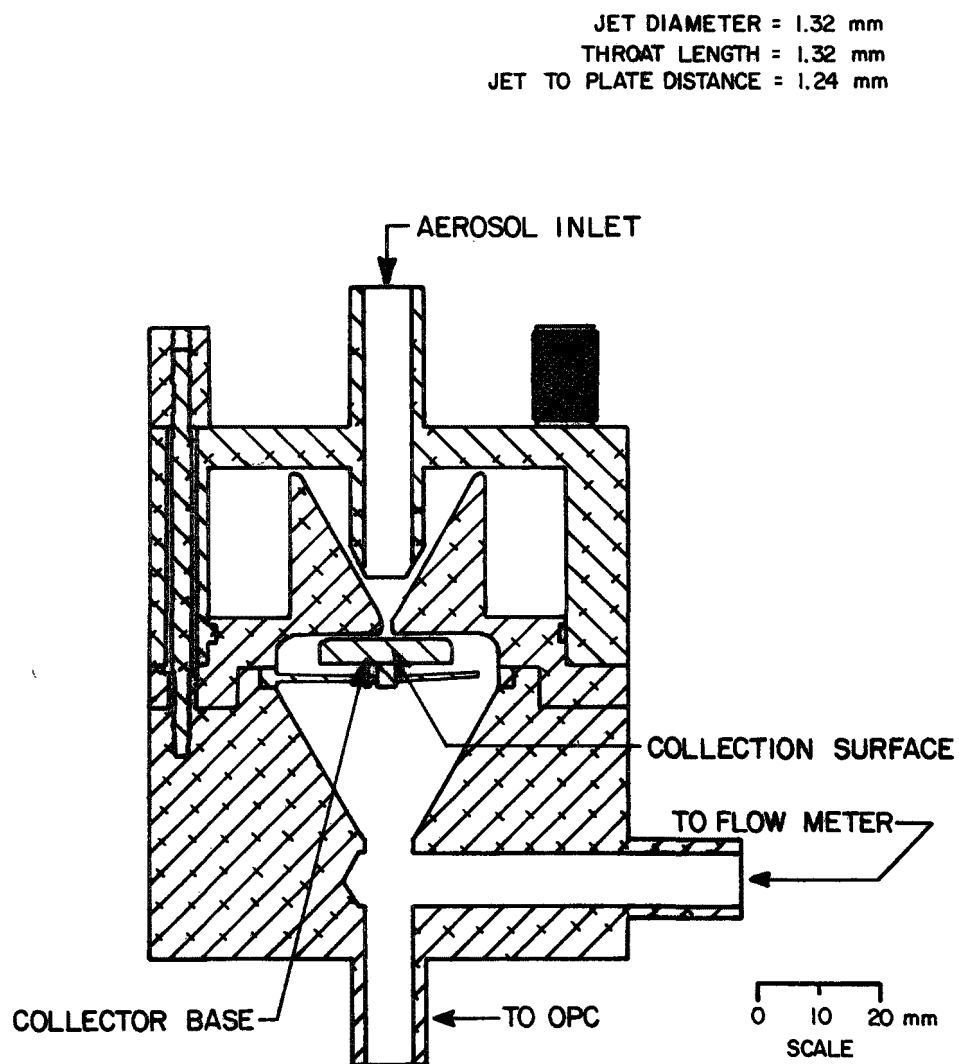 JET DIAMETER = 1.32 mm
THROAT LENGTH = 1.32 mm
JET TO PLATE DISTANCE = 1.24 mm
AEROSOL INLET
COLLECTION SURFACE
TO FLOW METER
COLLECTOR BASE
TO OPC
0 10 20 mm
SCALE